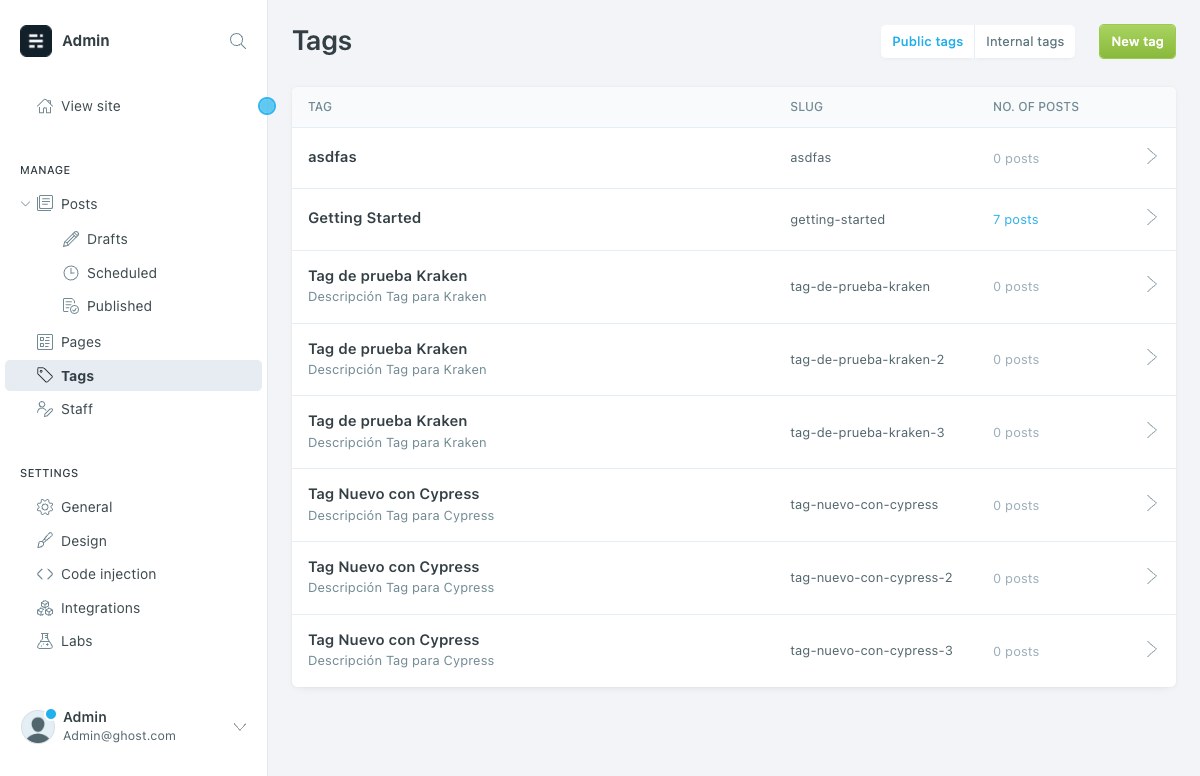 Admin
View site
MANAGE
Posts
Drafts
Scheduled
Published
Pages
Tags
Staff
SETTINGS
General
Design
Code injection
Integrations
Labs
Admin
Admin@ghost.com
Tags
Public tags Internal tags New tag
TAG SLUG NO. OF POSTS
asdfas asdfas 0 posts
Getting Started getting-started 7 posts
Tag de prueba Kraken
Descripción Tag para Kraken tag-de-prueba-kraken 0 posts
Tag de prueba Kraken
Descripción Tag para Kraken tag-de-prueba-kraken-2 0 posts
Tag de prueba Kraken
Descripción Tag para Kraken tag-de-prueba-kraken-3 0 posts
Tag Nuevo con Cypress
Descripción Tag para Cypress tag-nuevo-con-cypress 0 posts
Tag Nuevo con Cypress
Descripción Tag para Cypress tag-nuevo-con-cypress-2 0 posts
Tag Nuevo con Cypress
Descripción Tag para Cypress tag-nuevo-con-cypress-3 0 posts